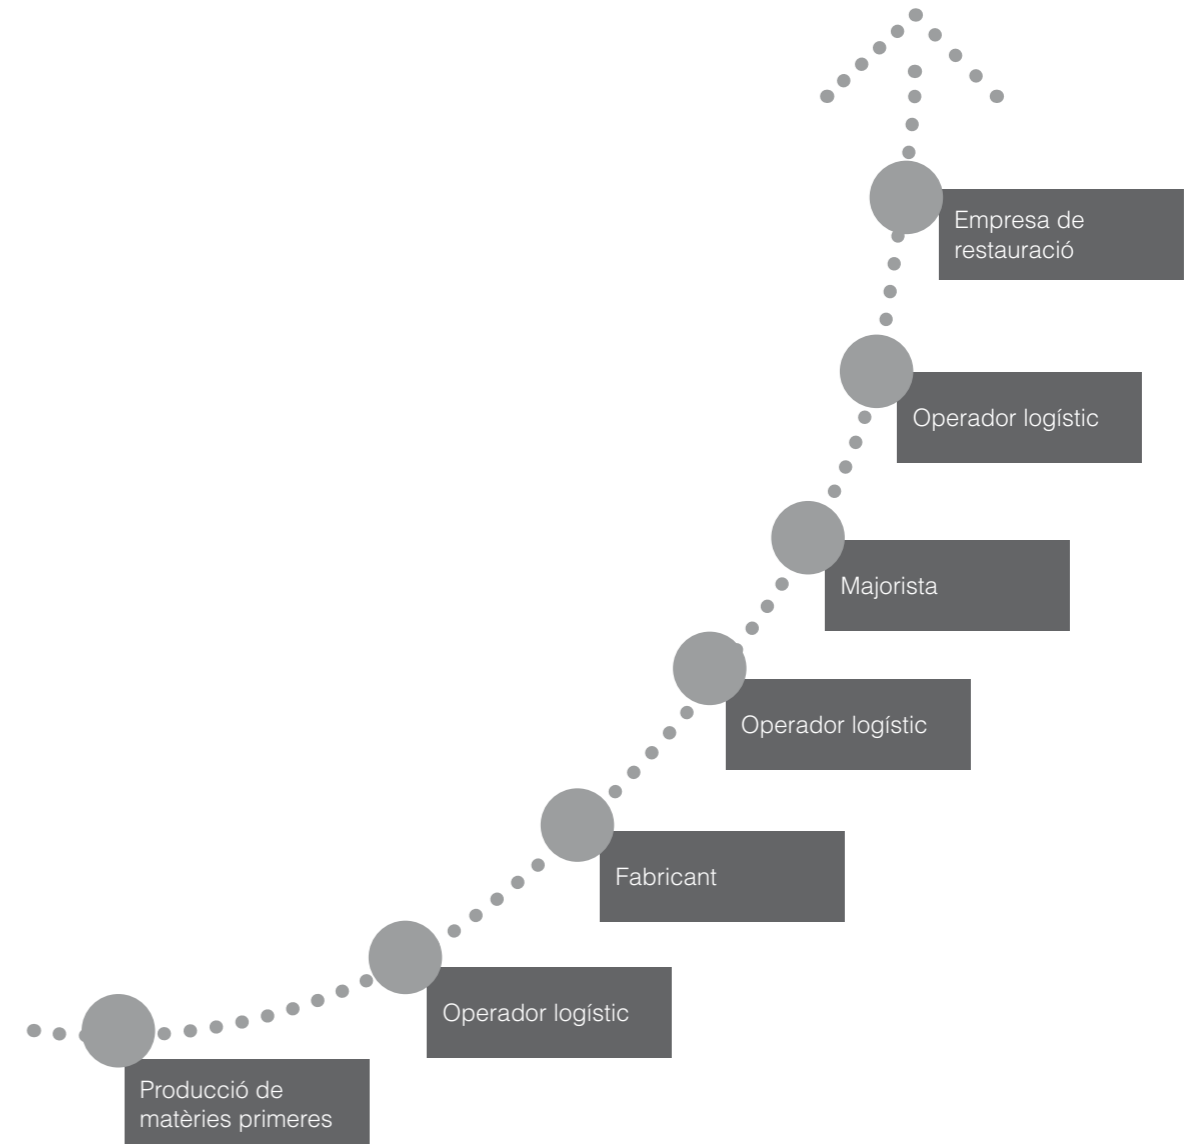 Empresa de
restauració
Operador logístic
Majorista
Operador logístic
Fabricant
Operador logístic
Producció de
matèries primeres